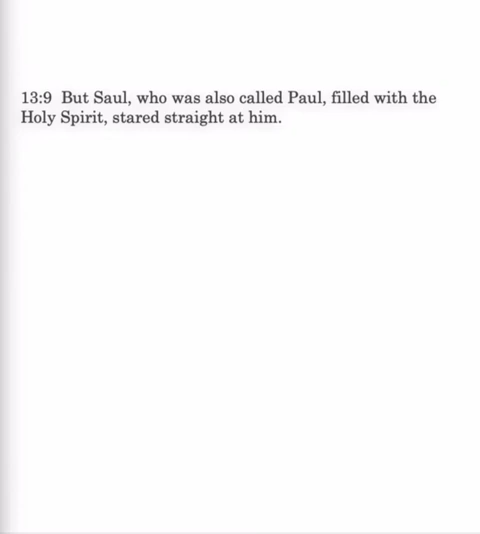 13:9 But Saul, who was also called Paul, filled with the
Holy Spirit, stared straight at him.